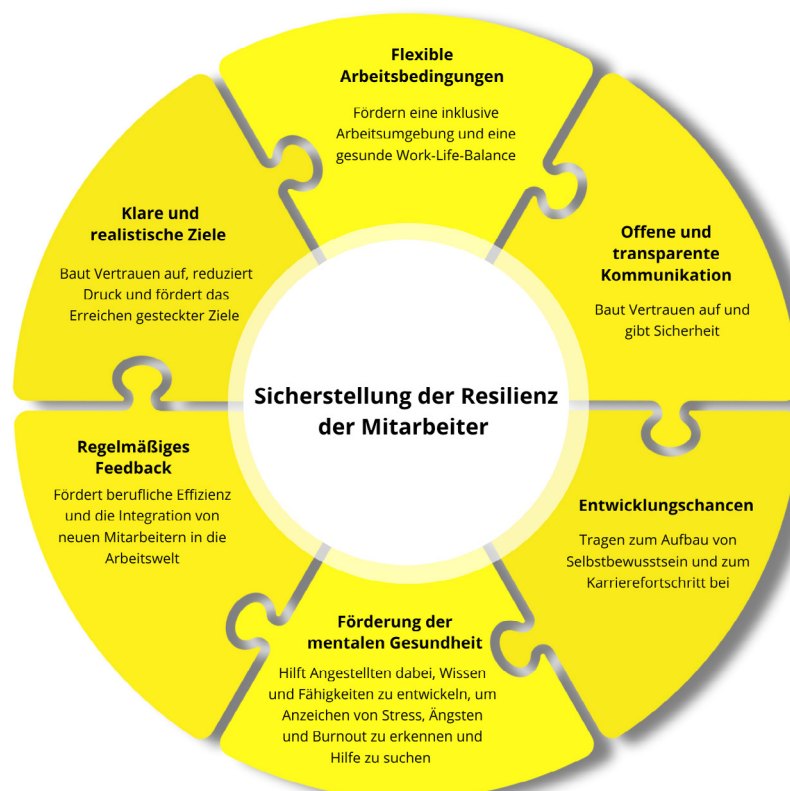 Flexible
Arbeitsbedingungen
Fördern eine inklusive
Arbeitsumgebung und eine
gesunde Work-Life-Balance
Offene und
transparente
Kommunikation
Baut Vertrauen auf und
gibt Sicherheit
Entwicklungschancen
Tragen zum Aufbau von
Selbstbewusstsein und zum
Karrierefortschritt bei
Förderung der
mentalen Gesundheit
Hilft Angestellten dabei, Wissen
und Fähigkeiten zu entwickeln, um
Anzeichen von Stress, Ängsten
und Burnout zu erkennen und
Hilfe zu suchen
Regelmäßiges
Feedback
Fördert berufliche Effizienz
und die Integration von
neuen Mitarbeitern in die
Arbeitswelt
Klare und
realistische Ziele
Baut Vertrauen auf, reduziert
Druck und fördert das
Erreichen gesteckter Ziele
Sicherstellung der Resilienz
der Mitarbeiter